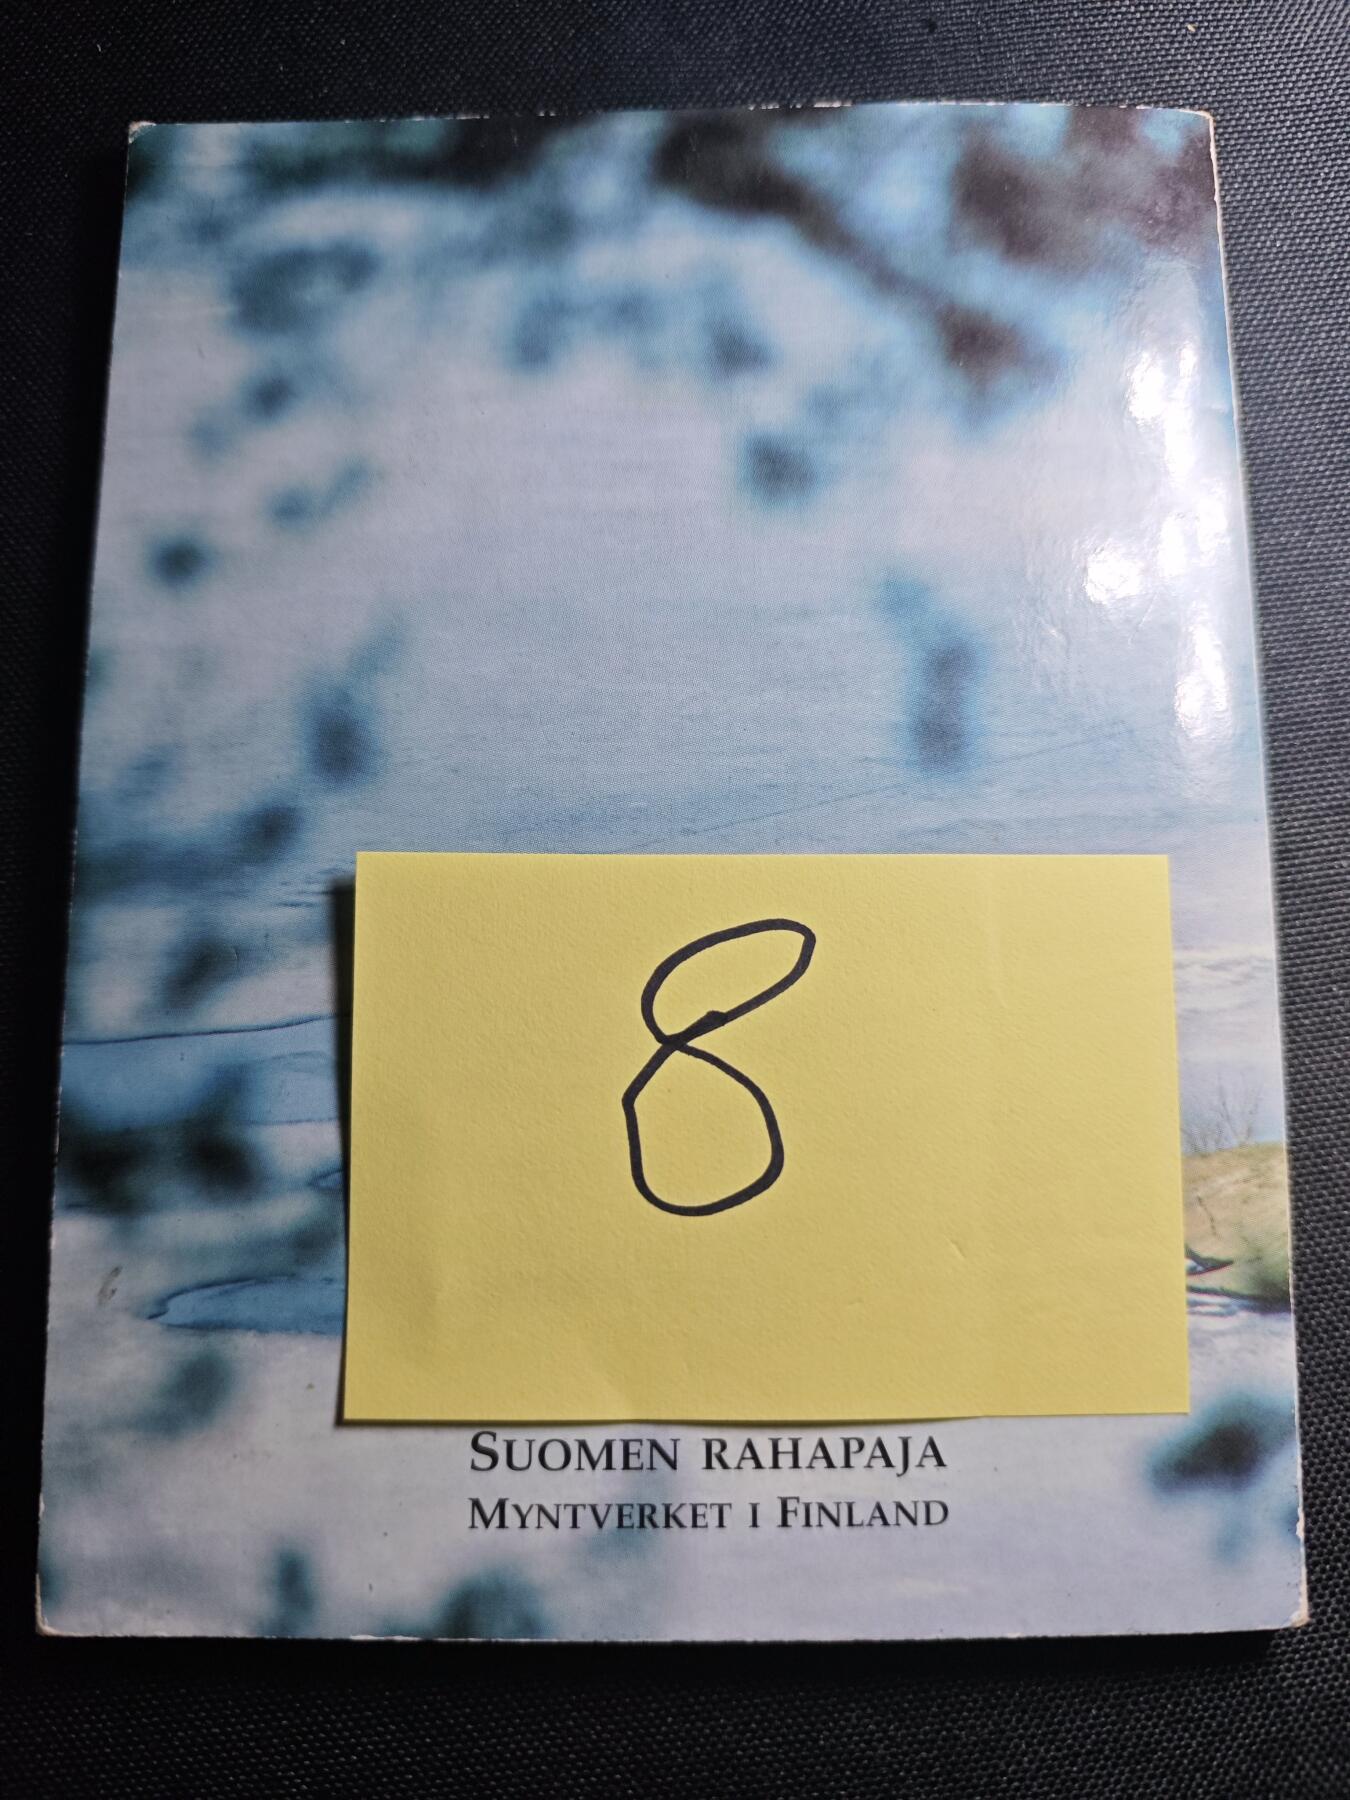 8
SUOMEN RAHAPAJA
MYNTVERKET I FINLAND